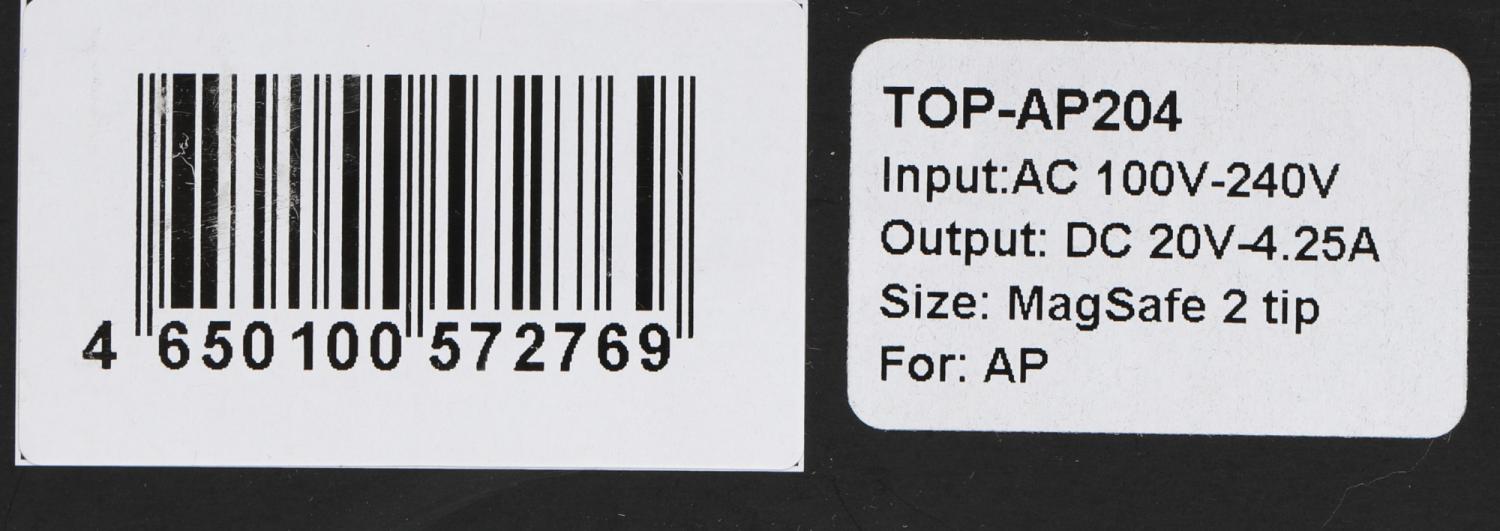 4 650100 572769
TOP-AP204
Input:AC 100V-240V
Output: DC 20V-4.25A
Size: MagSafe 2 tip
For: AP